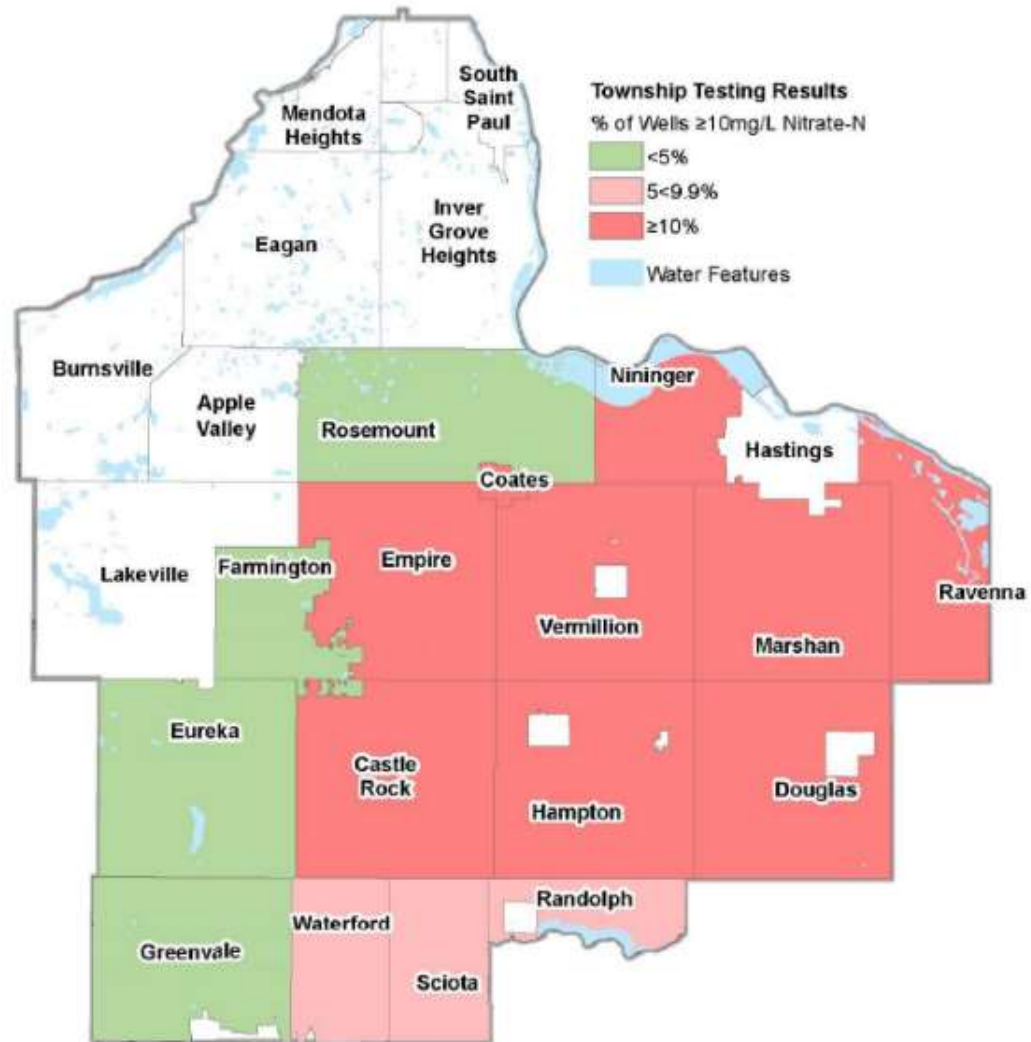 South
Saint
Paul
Mendota
Heights
Township Testing Results
% of Wells ≥10mg/L Nitrate-N
<5%
5<9.9%
≥10%
Water Features
Inver
Grove
Heights
Eagan
Burnsville
Apple
Valley
Rosemount
Nininger
Hastings
Coates
Lakeville
Farmington
Empire
Vermillion
Marshan
Ravenna
Eureka
Castle
Rock
Hampton
Douglas
Greenvale
Waterford
Sciota
Randolph